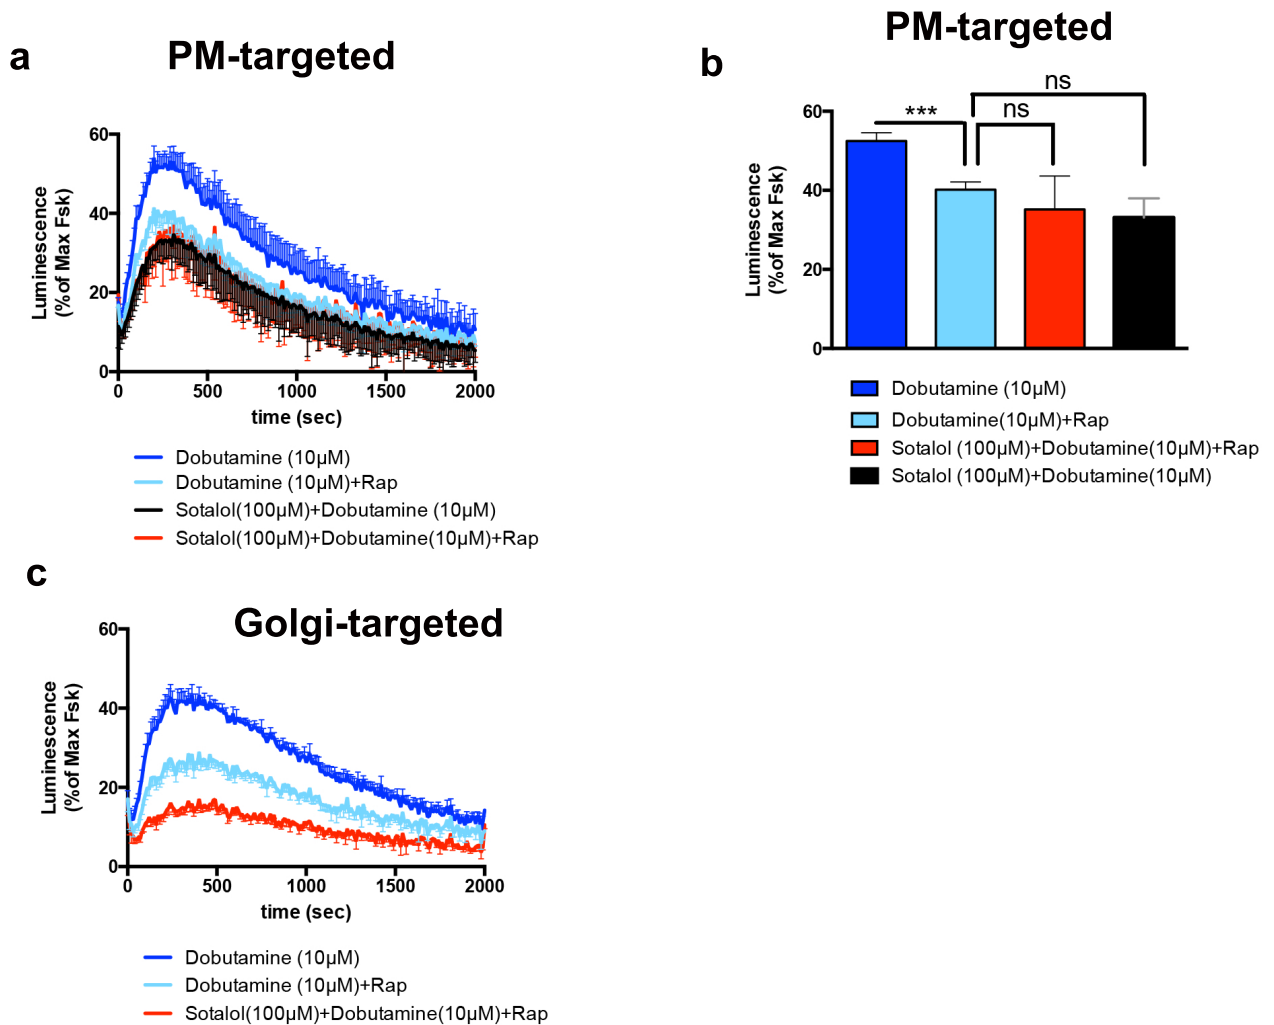 a
PM-targeted
60
40
20
0
Luminescence
(%of Max Fsk)
0 500 1000 1500 2000
time (sec)
Dobutamine (10µM)
Dobutamine (10µM)+Rap
Sotalol(100µM)+Dobutamine (10µM)
Sotalol(100µM)+Dobutamine(10µM)+Rap
b
PM-targeted
ns
*** ns
60
40
20
0
Luminescence
(%of Max Fsk)
Dobutamine (10µM)
Dobutamine(10µM)+Rap
Sotalol (100µM)+Dobutamine(10µM)+Rap
Sotalol (100µM)+Dobutamine(10µM)
c
Golgi-targeted
60
40
20
0
Luminescence
(%of Max Fsk)
0 500 1000 1500 2000
time (sec)
Dobutamine (10µM)
Dobutamine (10µM)+Rap
Sotalol(100µM)+Dobutamine(10µM)+Rap